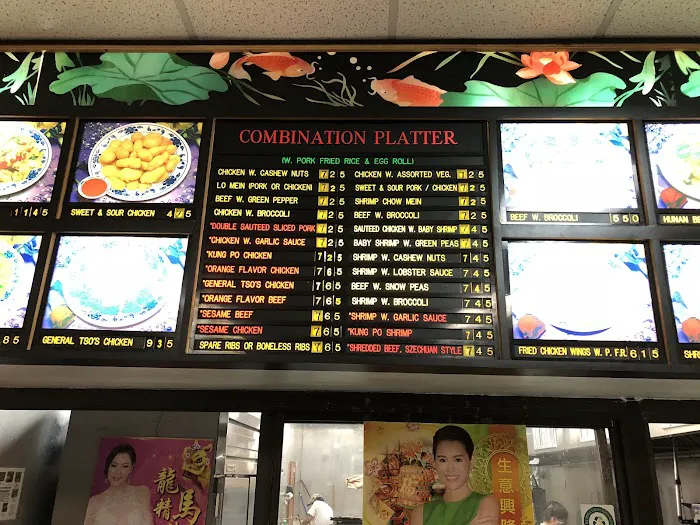 COMBINATION PLATTER
(W. PORK FRIED RICE & EGG ROLL)
CHICKEN W. CASHEW NUTS 7 2 5
LO MEIN PORK OR CHICKEN 7 2 5
BEEF W. GREEN PEPPER 7 2 5
CHICKEN W. BROCCOLI 7 2 5
*DOUBLE SAUTEED SLICED PORK 7 2 5
*CHICKEN W. GARLIC SAUCE 7 2 5
*KUNG PO CHICKEN 7 2 5
*ORANGE FLAVOR CHICKEN 7 6 5
*GENERAL TSO'S CHICKEN 7 6 5
*ORANGE FLAVOR BEEF 7 6 5
*SESAME BEEF 7 6 5
*SESAME CHICKEN 7 6 5
SPARE RIBS OR BONELESS RIBS 7 6 5
CHICKEN W. ASSORTED VEG. 7 2 5
SWEET & SOUR PORK / CHICKEN 7 2 5
SHRIMP CHOW MEIN 7 2 5
BEEF W. BROCCOLI 7 2 5
SAUTEED CHICKEN W. BABY SHRIMP 7 4 5
BABY SHRIMP W. GREEN PEAS 7 4 5
SHRIMP W. CASHEW NUTS 7 4 5
SHRIMP W. LOBSTER SAUCE 7 4 5
BEEF W. SNOW PEAS 7 4 5
SHRIMP W. BROCCOLI 7 4 5
*SHRIMP W. GARLIC SAUCE 7 4 5
*KUNG PO SHRIMP 7 4 5
*SHREDDED BEEF, SZECHUAN STYLE 7 4 5
1 1 4 5
SWEET & SOUR CHICKEN 4 7 5
8 5
GENERAL TSO'S CHICKEN 9 3 5
BEEF W. BROCCOLI 5 5 0
HUNAN
FRIED CHICKEN WINGS W. P. F.R. 6 1 5
龍馬精
生意興